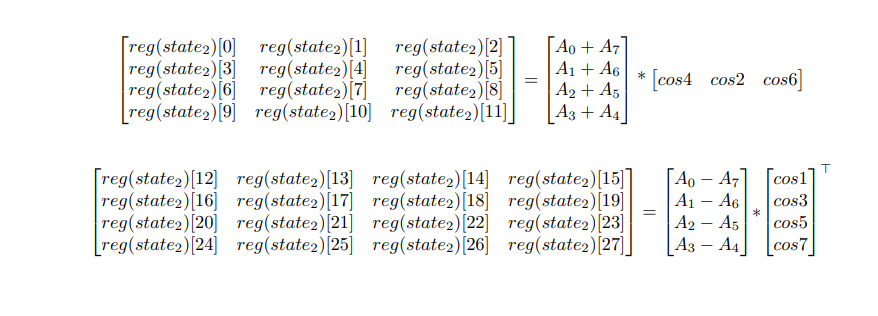 reg(state₂)[0] reg(state₂)[1] reg(state₂)[2] A₀ + A₇
reg(state₂)[3] reg(state₂)[4] reg(state₂)[5] = A₁ + A₆ * [cos4 cos2 cos6]
reg(state₂)[6] reg(state₂)[7] reg(state₂)[8] A₂ + A₅
reg(state₂)[9] reg(state₂)[10] reg(state₂)[11] A₃ + A₄
reg(state₂)[12] reg(state₂)[13] reg(state₂)[14] reg(state₂)[15] A₀ − A₇ cos1 ⊤
reg(state₂)[16] reg(state₂)[17] reg(state₂)[18] reg(state₂)[19] = A₁ − A₆ * cos3
reg(state₂)[20] reg(state₂)[21] reg(state₂)[22] reg(state₂)[23] A₂ − A₅ cos5
reg(state₂)[24] reg(state₂)[25] reg(state₂)[26] reg(state₂)[27] A₃ − A₄ cos7